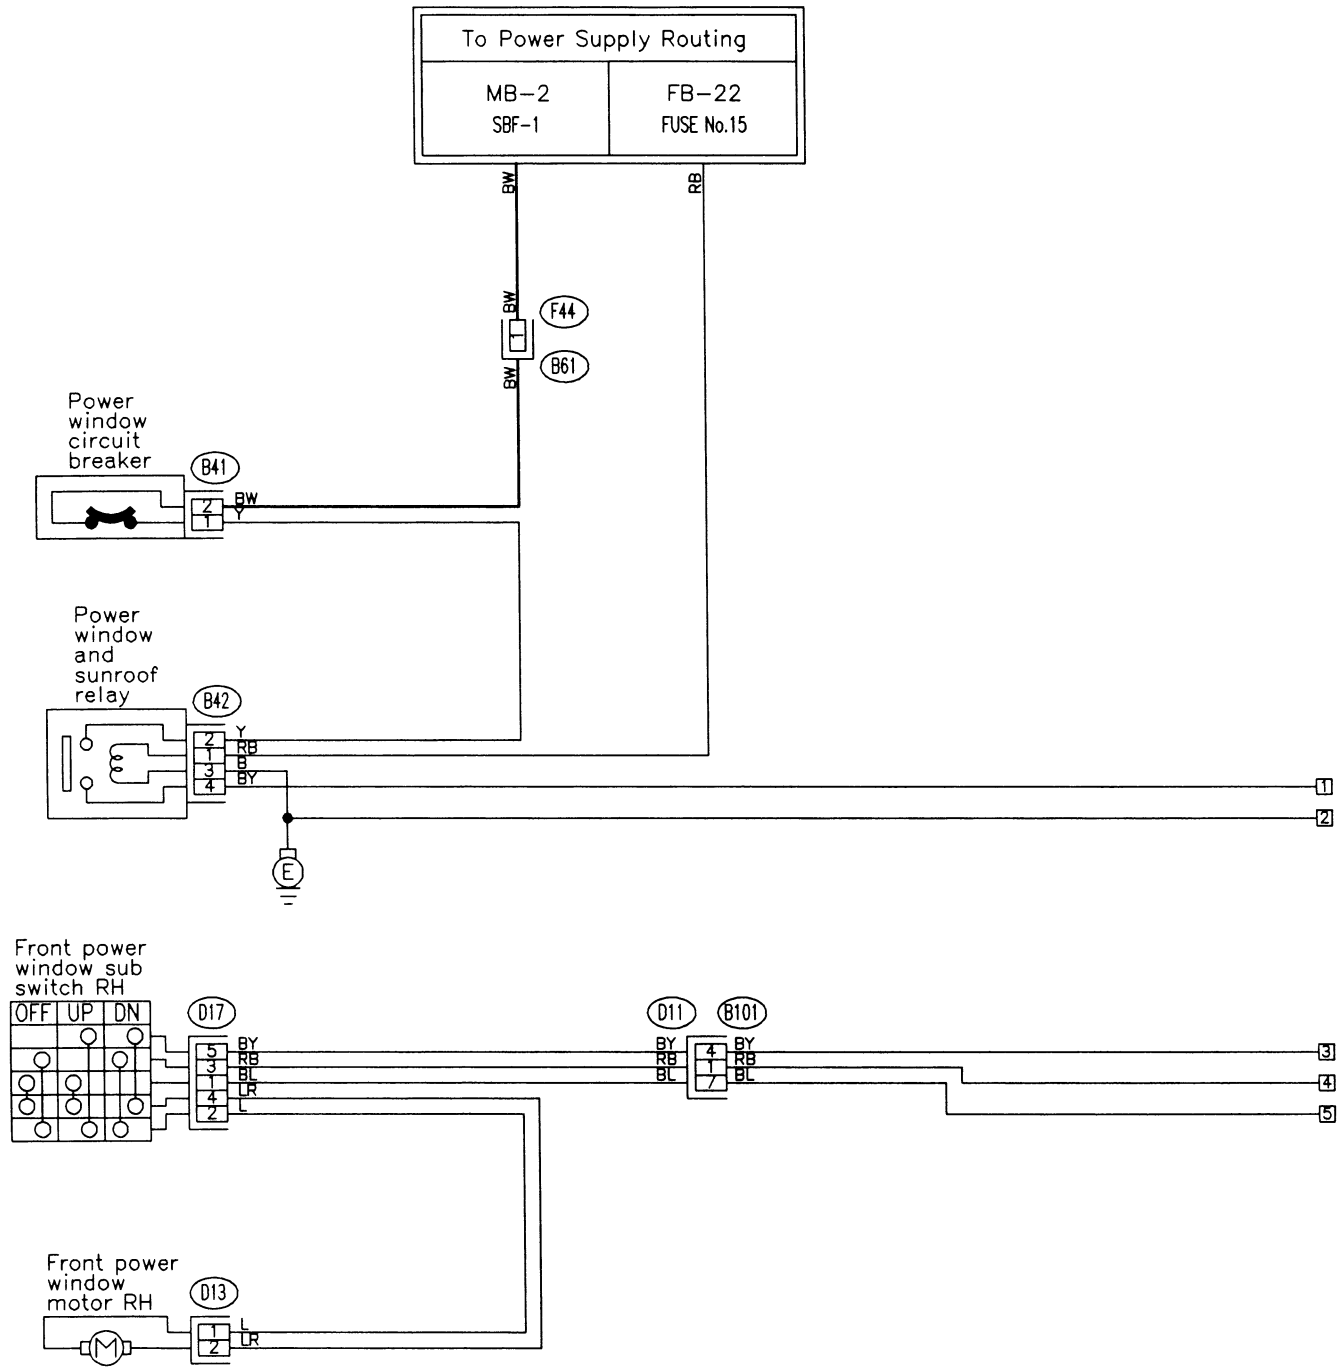 To Power Supply Routing
MB-2
FB-22
SBF-1
FUSE No.15
BW
RB
BW
F44
1
B61
BW
Power
window
circuit
breaker
B41
2
BW
1
Y
Power
window
and
sunroof
relay
B42
2
Y
1
RB
3
B
4
BY
1
2
E
Front power
window sub
switch RH
OFF UP DN
D17
D11
B101
5
BY
BY
4
BY
3
3
RB
RB
1
RB
4
1
BL
BL
7
BL
5
4
LR
2
L
Front power
window
motor RH
D13
1
L
2
LR
M